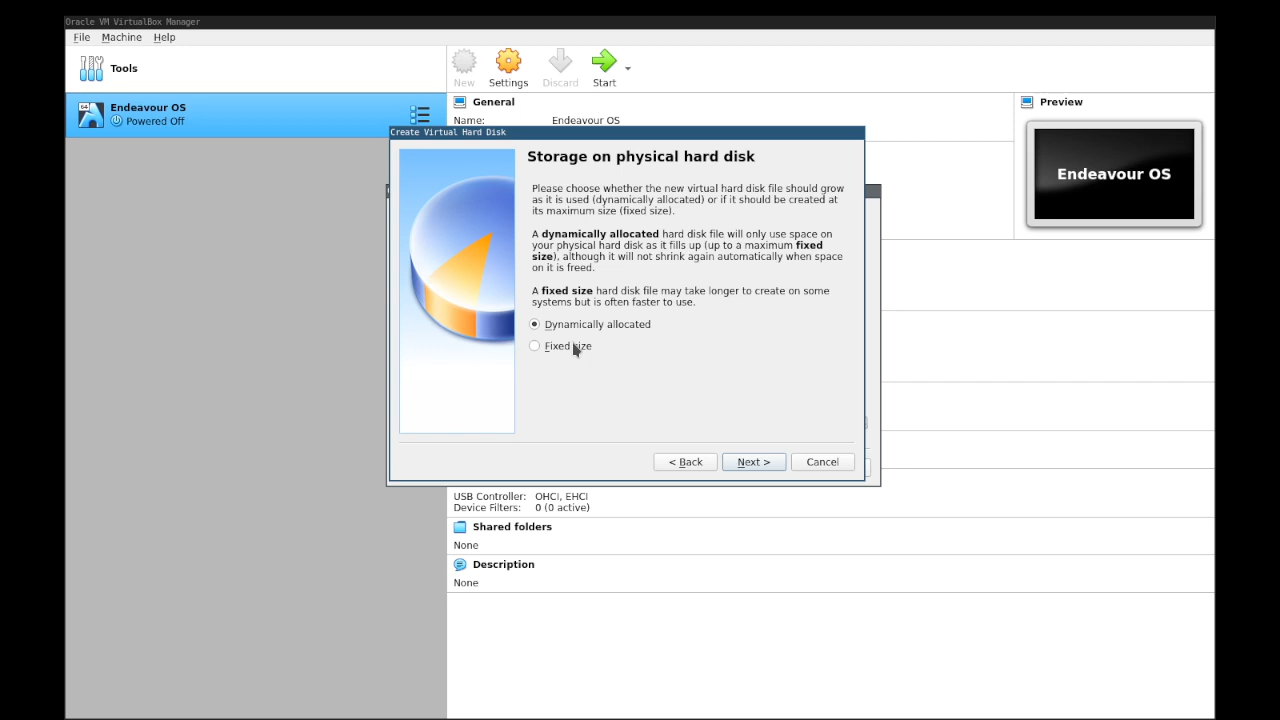 Oracle VM VirtualBox Manager
File Machine Help
Tools
New Settings Discard Start
64 Endeavour OS
Powered Off
General
Name: Endeavour OS
Preview
Endeavour OS
Create Virtual Hard Disk
Storage on physical hard disk
Please choose whether the new virtual hard disk file should grow
as it is used (dynamically allocated) or if it should be created at
its maximum size (fixed size).
A dynamically allocated hard disk file will only use space on
your physical hard disk as it fills up (up to a maximum fixed
size), although it will not shrink again automatically when space
on it is freed.
A fixed size hard disk file may take longer to create on some
systems but is often faster to use.
Dynamically allocated
Fixed size
< Back Next > Cancel
USB Controller: OHCI, EHCI
Device Filters: 0 (0 active)
Shared folders
None
Description
None